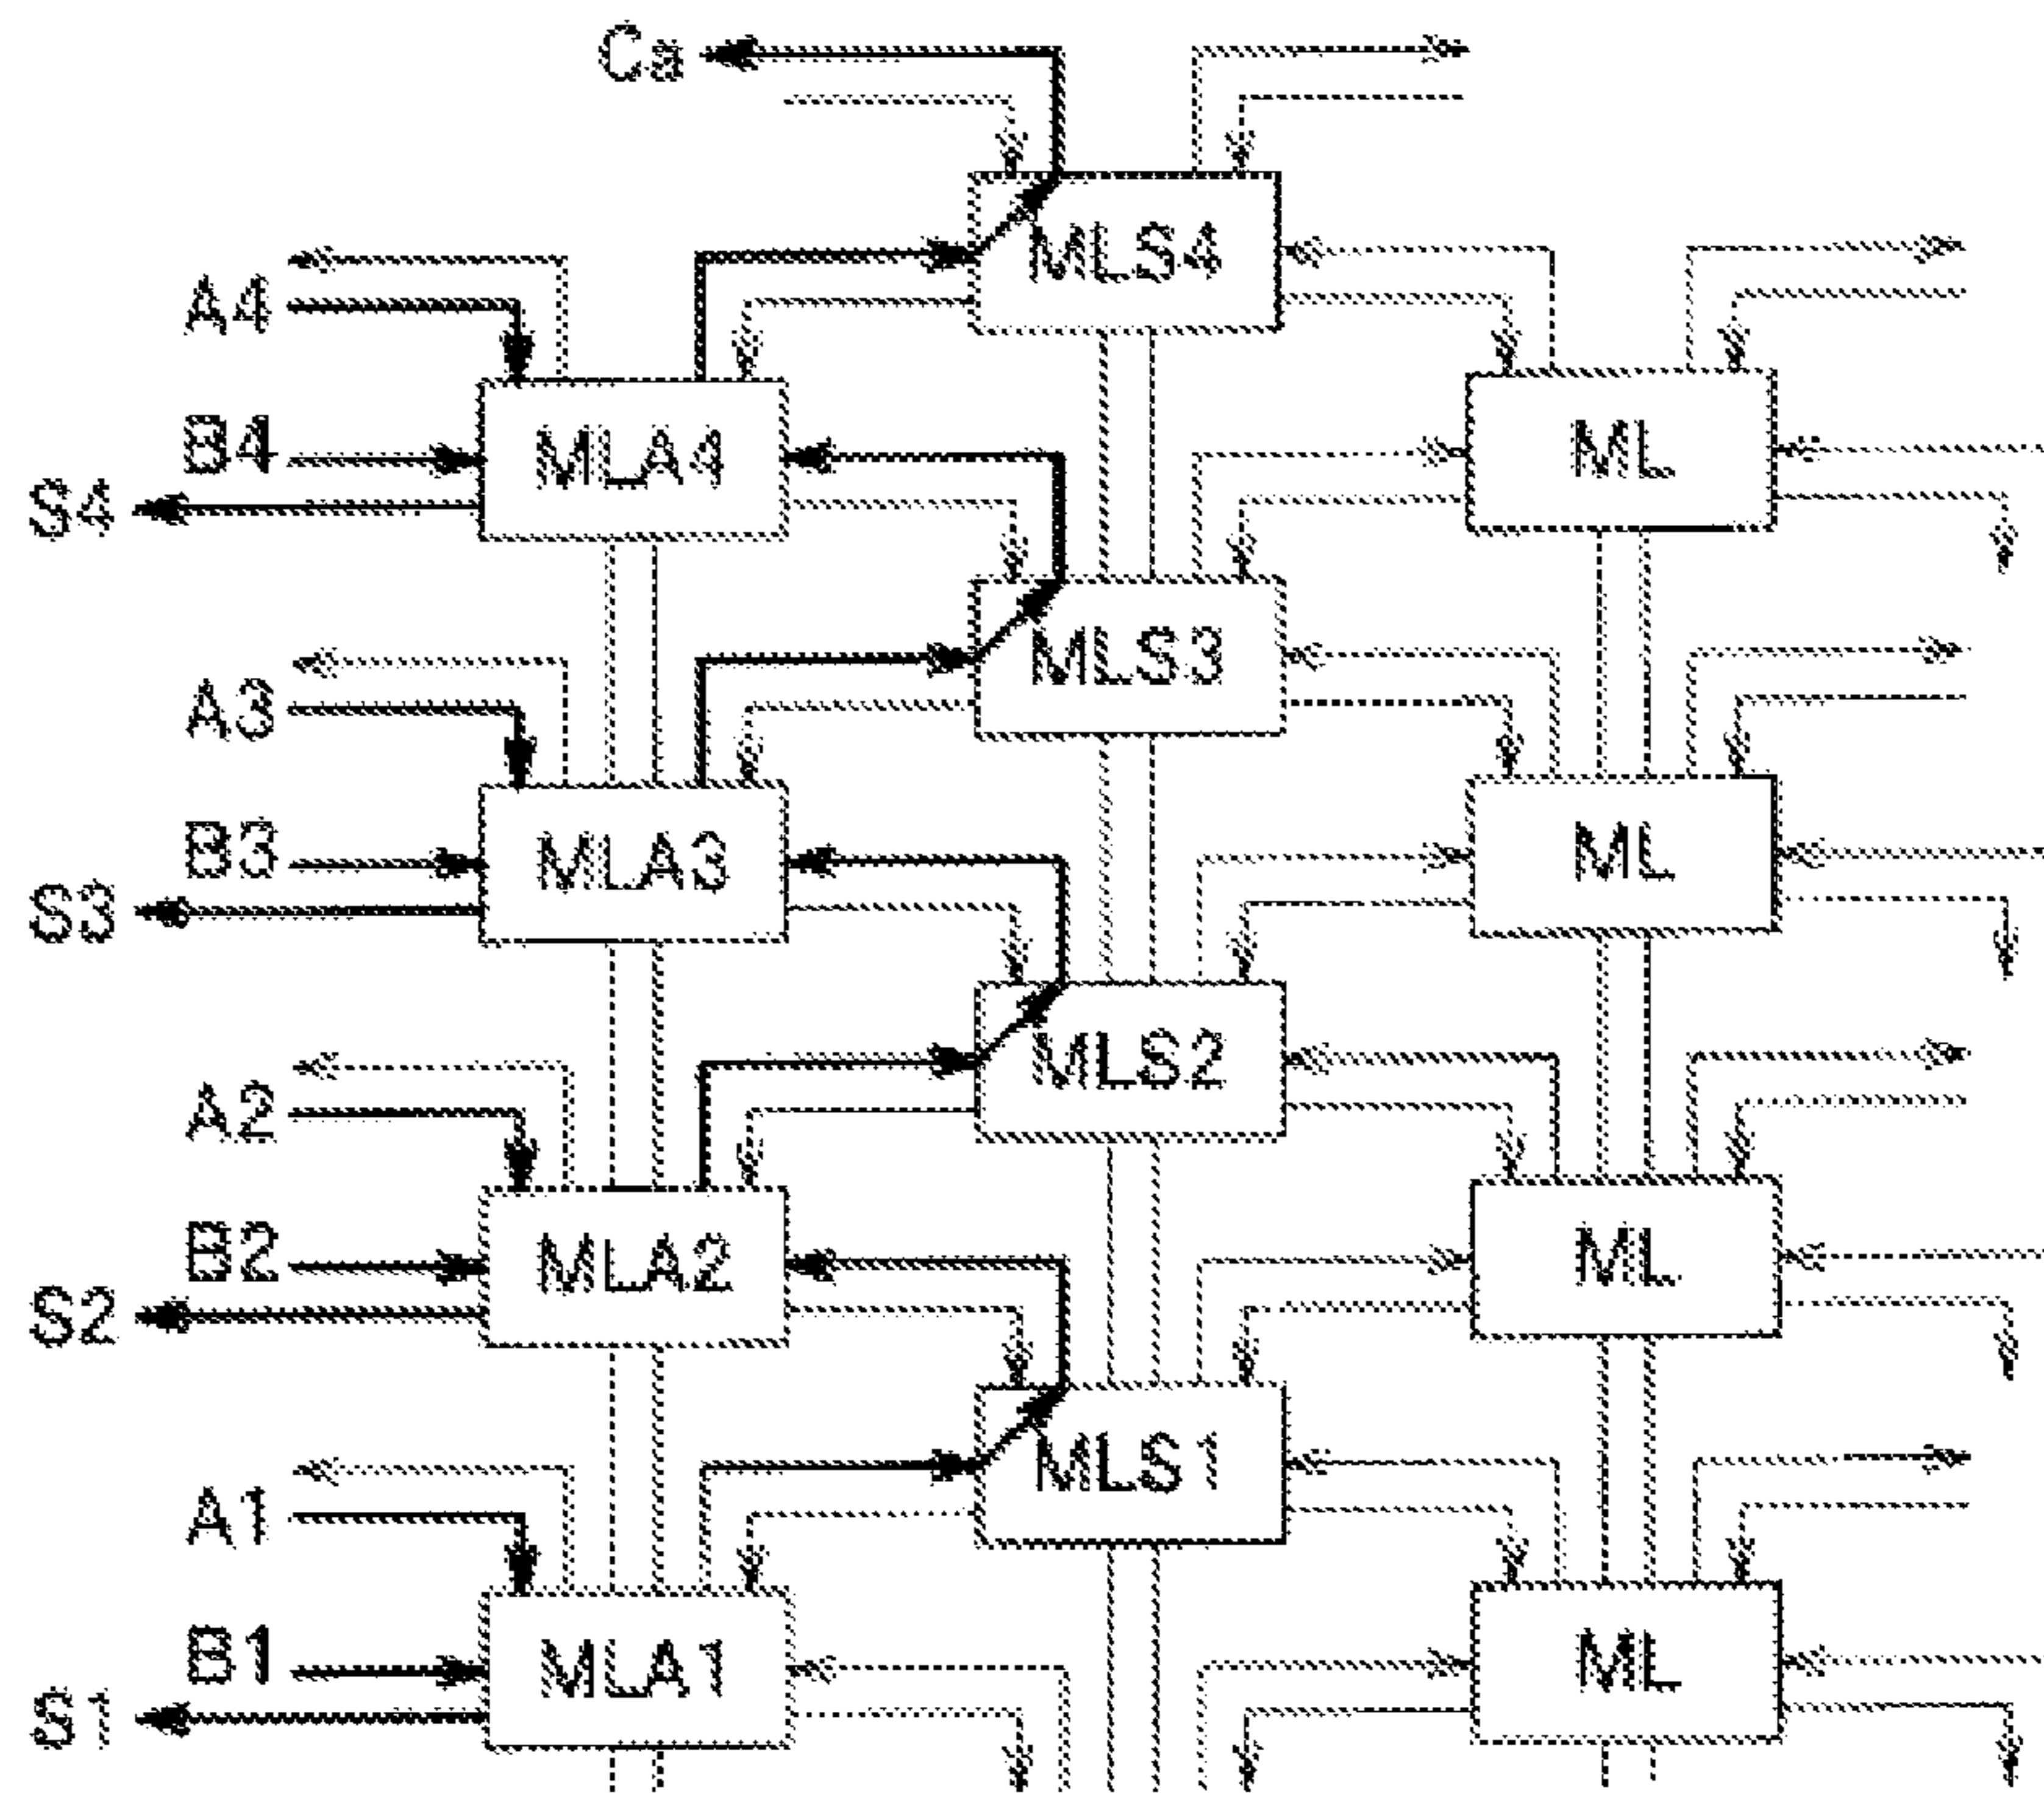 Ca
MLS4
A4
B4 MLA4 ML
S4
MLS3
A3
B3 MLA3 ML
S3
MLS2
A2
B2 MLA2 ML
S2
MLS1
A1
B1 MLA1 ML
S1